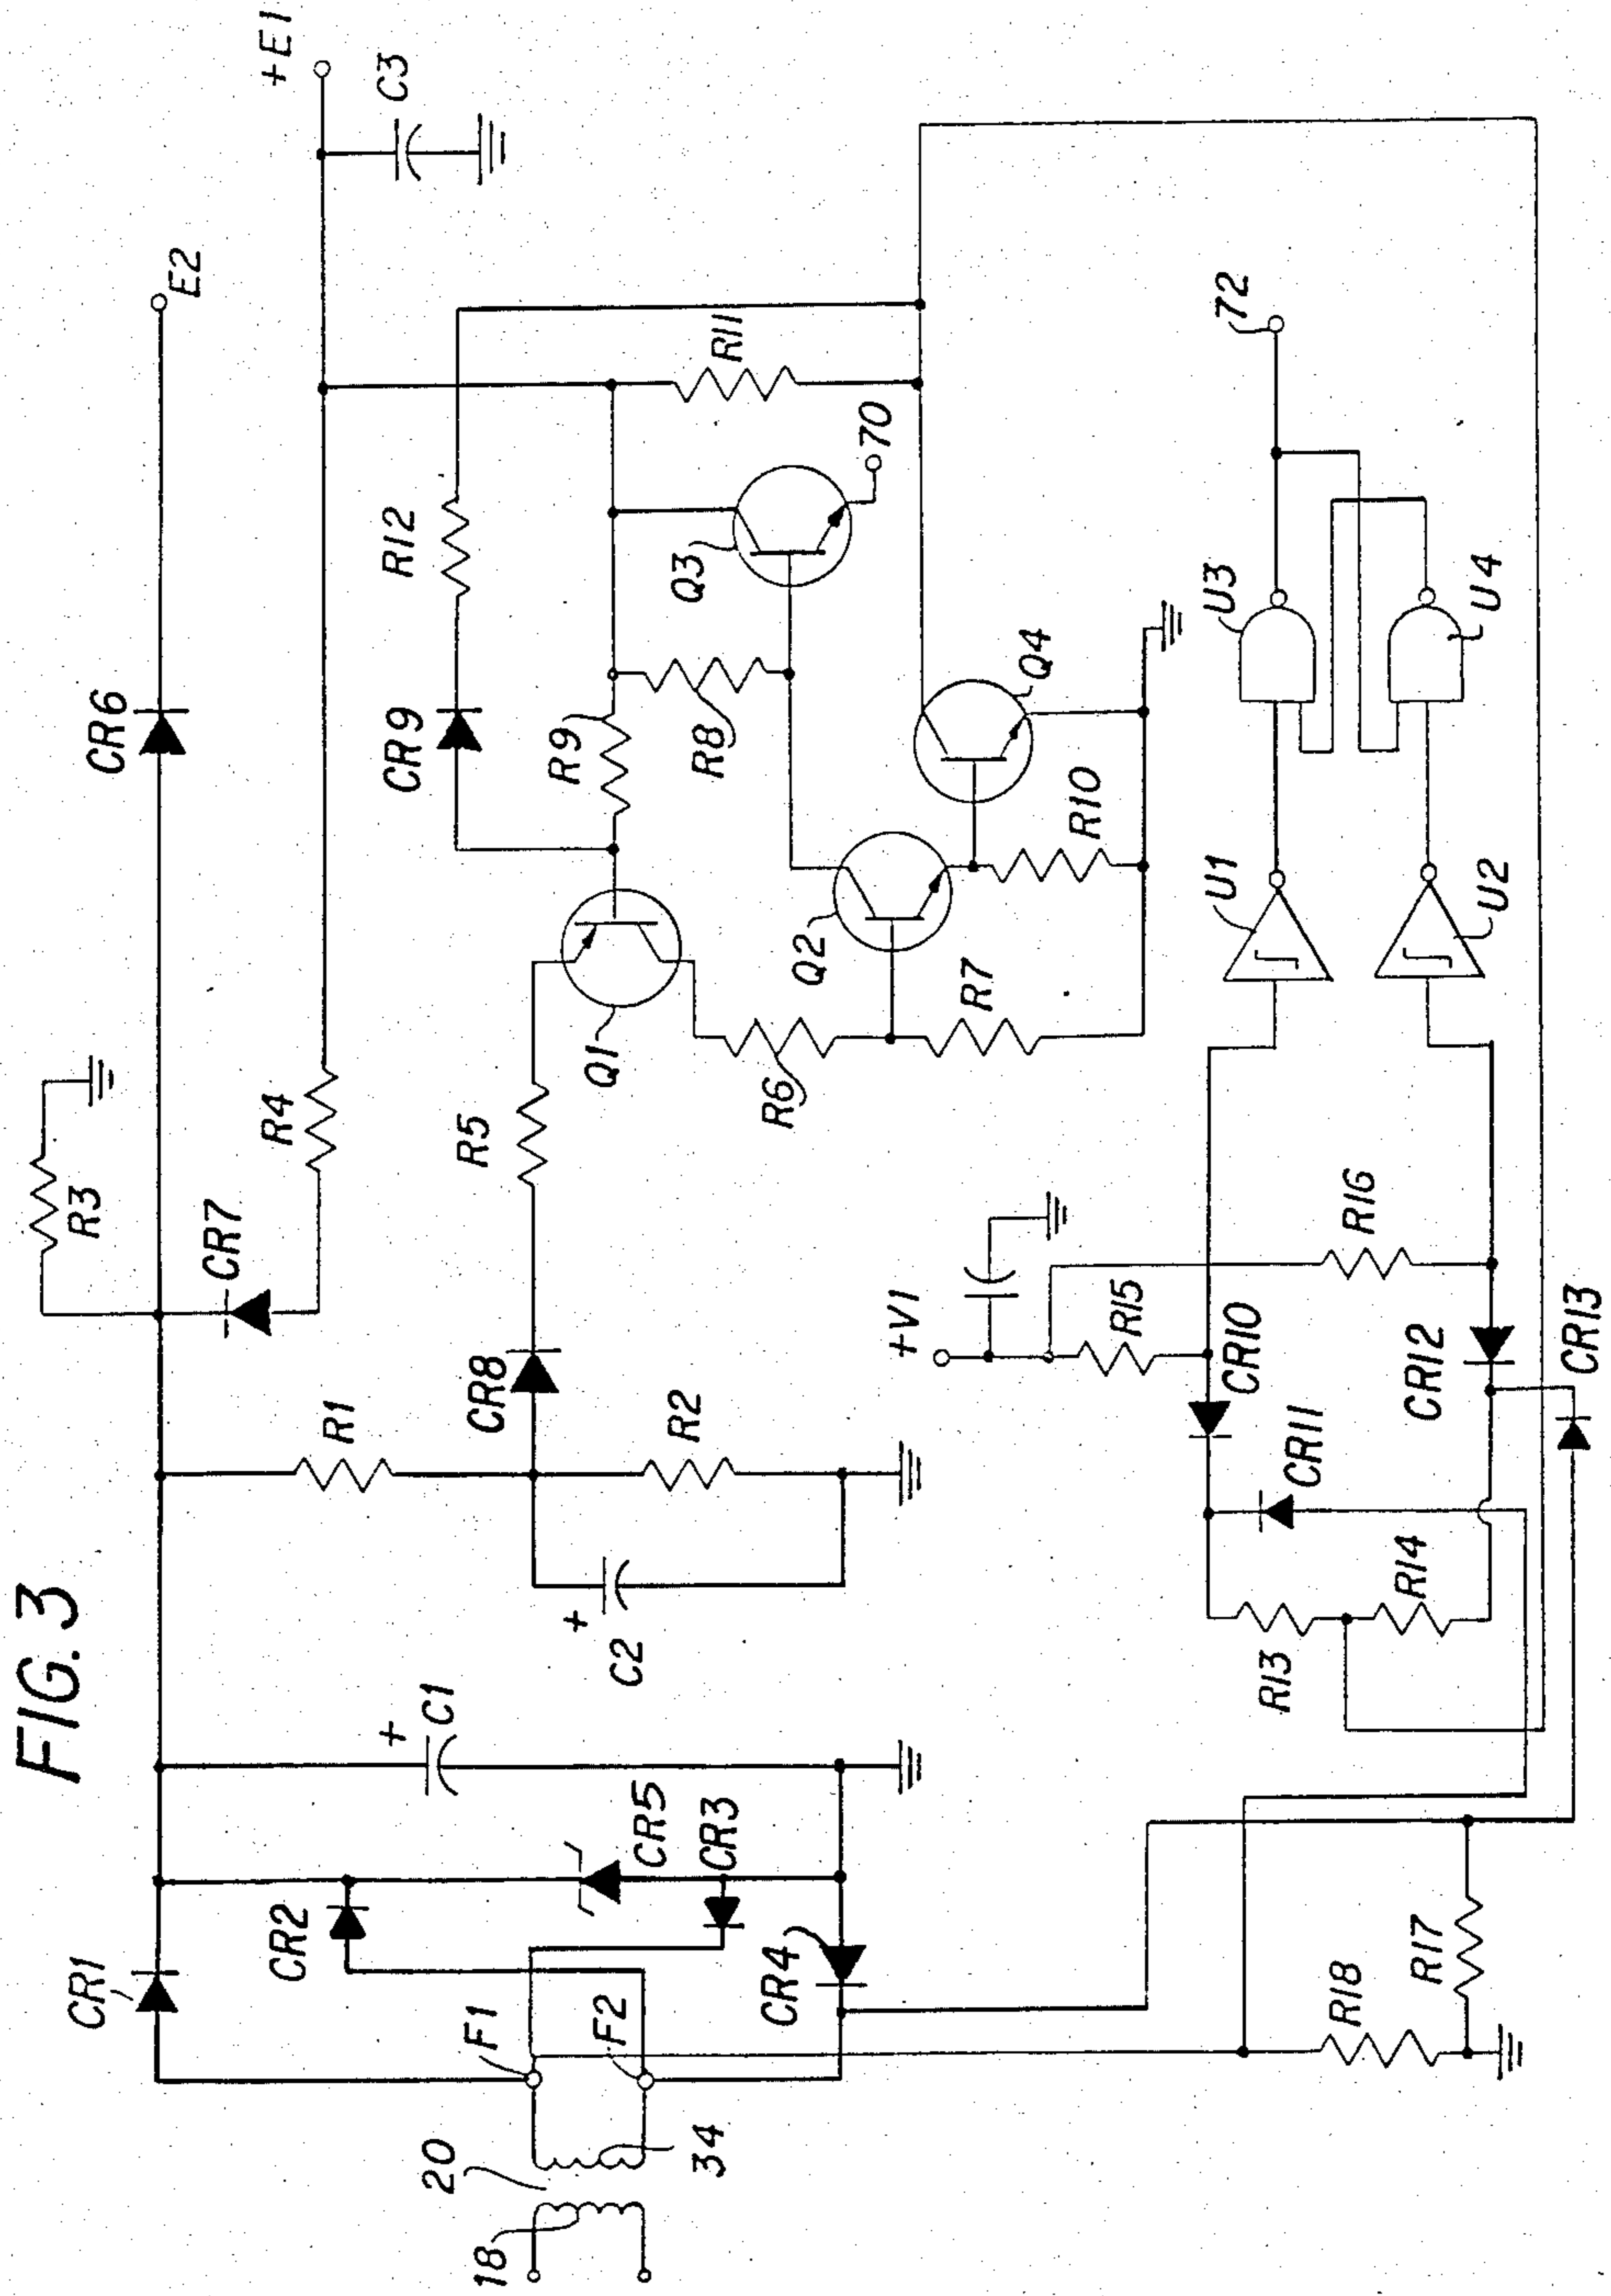 FIG. 3
CR1
CR2
CR5
CR3
CR4
F1
F2
20
34
18
+
C1
+
C2
R1
R2
R3
CR7
R4
CR6
E2
+E1
C3
CR8
R5
Q1
R6
R7
Q2
R9
CR9
R12
R8
Q3
R11
70
Q4
R10
+V1
R15
R16
CR10
CR11
CR12
CR13
R13
R14
R17
R18
U1
U2
U3
U4
72